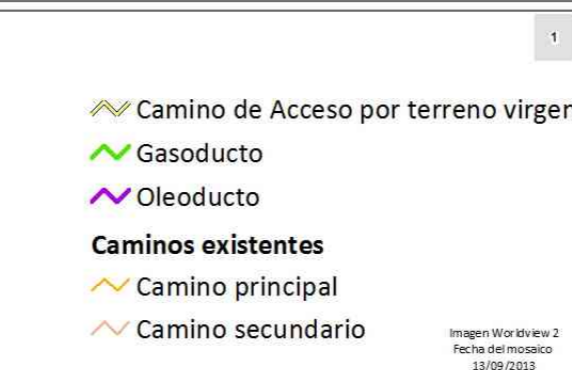 1
Camino de Acceso por terreno virgen
Gasoducto
Oleoducto
Caminos existentes
Camino principal
Camino secundario
Imagen Worldview 2
Fecha del mosaico
13/09/2013